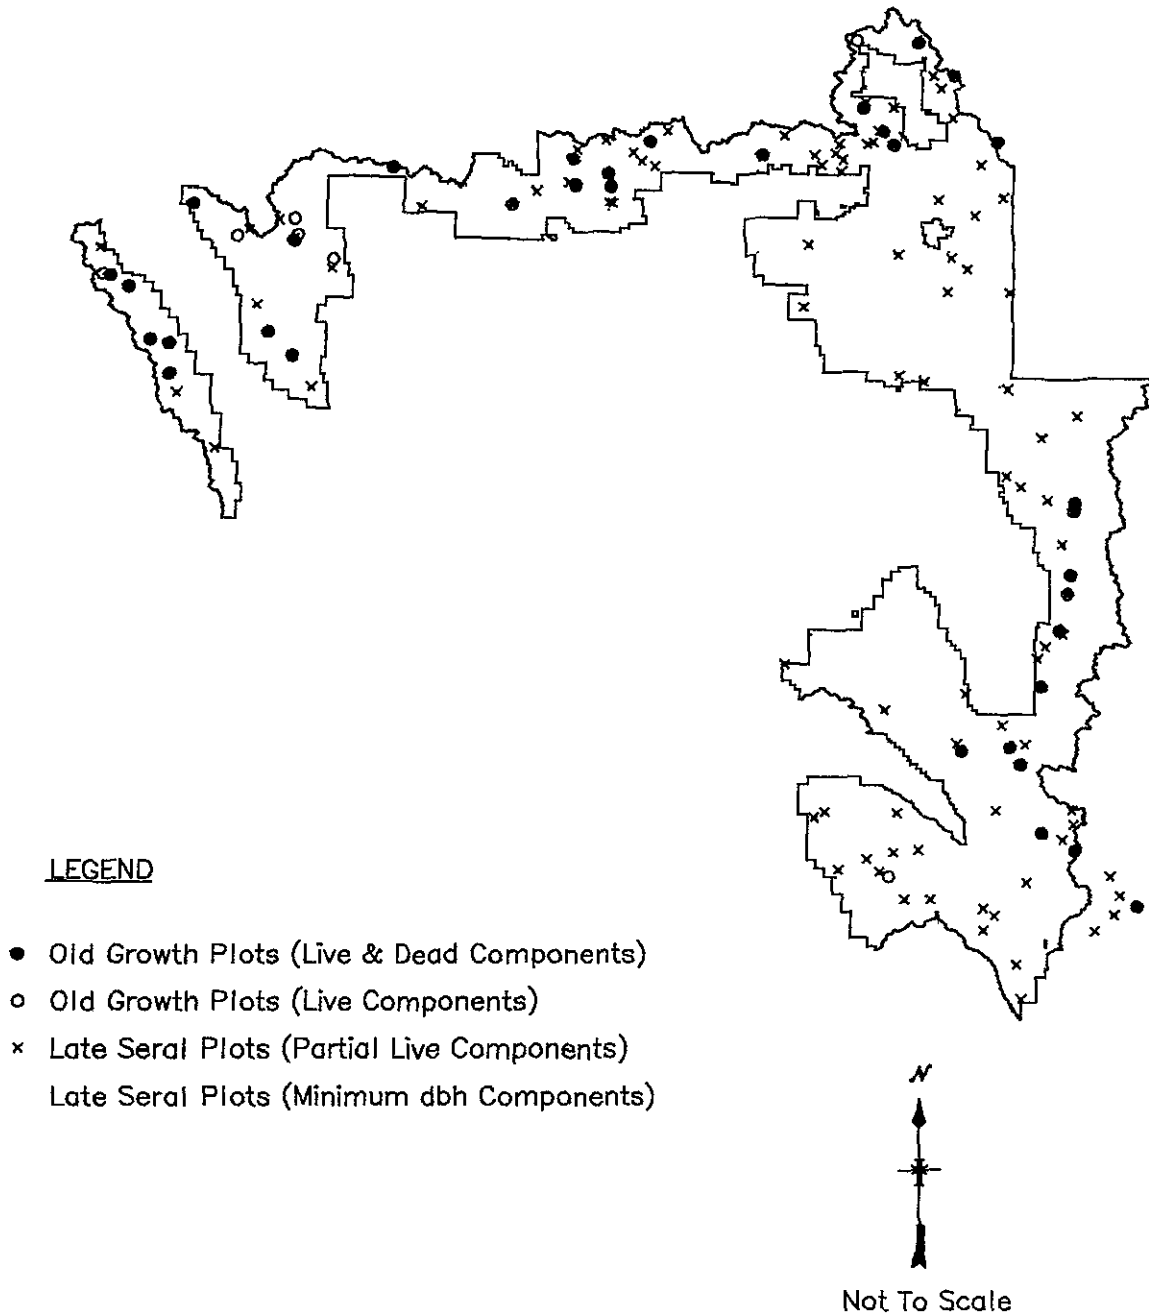 LEGEND
Old Growth Plots (Live & Dead Components)
Old Growth Plots (Live Components)
Late Seral Plots (Partial Live Components)
Late Seral Plots (Minimum dbh Components)
N
Not To Scale